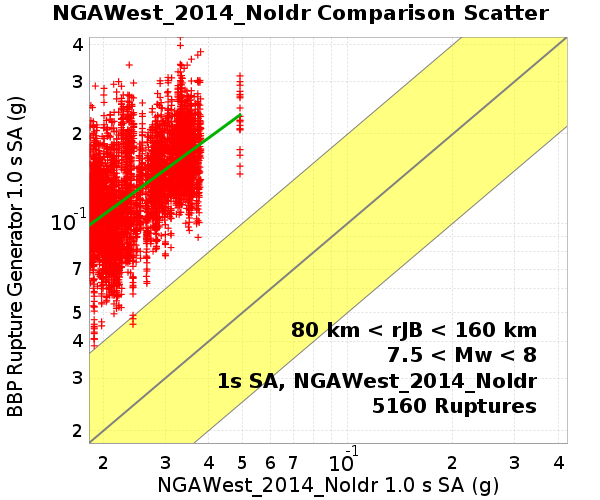 NGAWest_2014_NoIdr Comparison Scatter
BBP Rupture Generator 1.0 s SA (g)
4
3
2
10^-1
7
5
4
3
2
80 km < rJB < 160 km
7.5 < Mw < 8
1s SA, NGAWest_2014_NoIdr
5160 Ruptures
2 3 4 5 6 7 10^-1 2 3 4
NGAWest_2014_NoIdr 1.0 s SA (g)